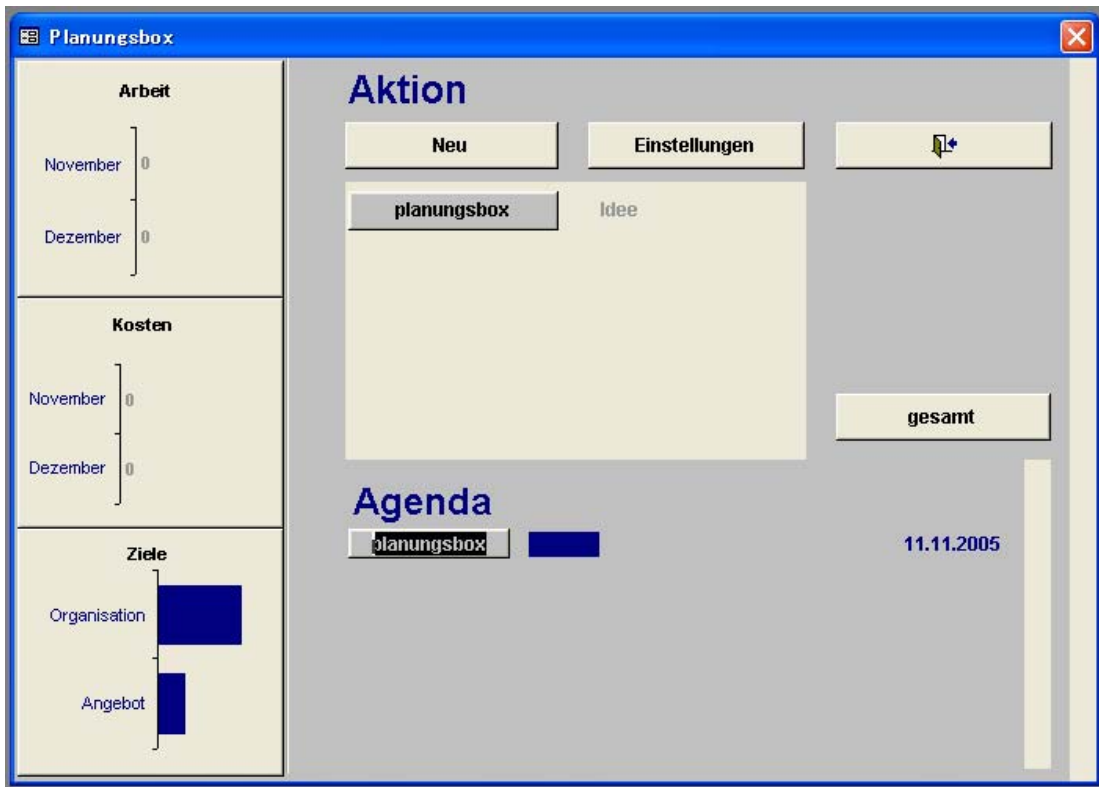 Planungsbox
Arbeit
November 0
Dezember 0
Kosten
November 0
Dezember 0
Ziele
Organisation
Angebot
Aktion
Neu
Einstellungen
planungsbox Idee
gesamt
Agenda
planungsbox 11.11.2005